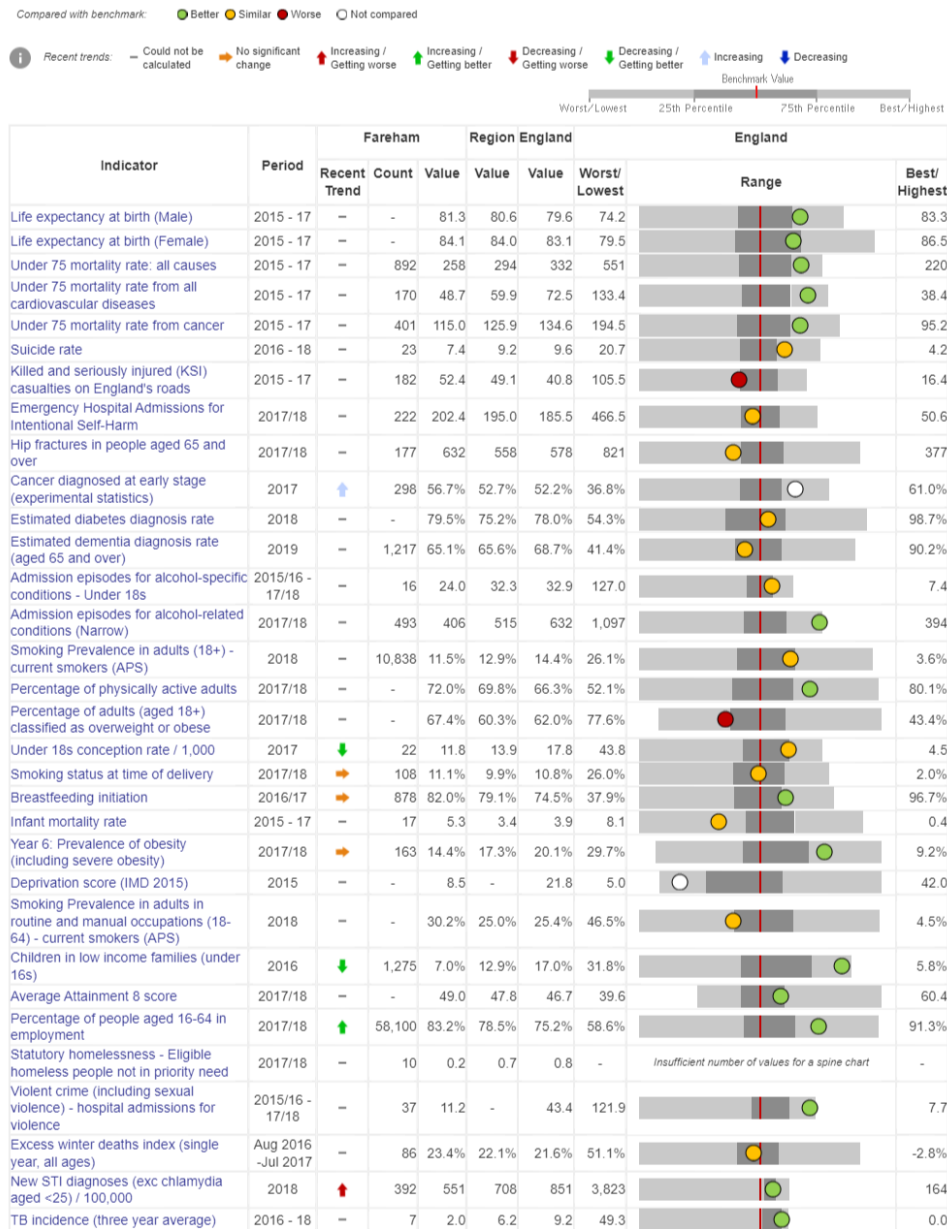 Compared with benchmark: Better Similar Worse Not compared
Recent trends: – Could not be calculated No significant change Increasing / Getting worse Increasing / Getting better Decreasing / Getting worse Decreasing / Getting better Increasing Decreasing
Benchmark Value
Worst/Lowest 25th Percentile 75th Percentile Best/Highest
Indicator Period Fareham Region England England
Recent Trend Count Value Value Value Worst/ Lowest Range Best/ Highest
Life expectancy at birth (Male) 2015 - 17 – - 81.3 80.6 79.6 74.2 83.3
Life expectancy at birth (Female) 2015 - 17 – - 84.1 84.0 83.1 79.5 86.5
Under 75 mortality rate: all causes 2015 - 17 – 892 258 294 332 551 220
Under 75 mortality rate from all cardiovascular diseases 2015 - 17 – 170 48.7 59.9 72.5 133.4 38.4
Under 75 mortality rate from cancer 2015 - 17 – 401 115.0 125.9 134.6 194.5 95.2
Suicide rate 2016 - 18 – 23 7.4 9.2 9.6 20.7 4.2
Killed and seriously injured (KSI) casualties on England's roads 2015 - 17 – 182 52.4 49.1 40.8 105.5 16.4
Emergency Hospital Admissions for Intentional Self-Harm 2017/18 – 222 202.4 195.0 185.5 466.5 50.6
Hip fractures in people aged 65 and over 2017/18 – 177 632 558 578 821 377
Cancer diagnosed at early stage (experimental statistics) 2017 298 56.7% 52.7% 52.2% 36.8% 61.0%
Estimated diabetes diagnosis rate 2018 – - 79.5% 75.2% 78.0% 54.3% 98.7%
Estimated dementia diagnosis rate (aged 65 and over) 2019 – 1,217 65.1% 65.6% 68.7% 41.4% 90.2%
Admission episodes for alcohol-specific conditions - Under 18s 2015/16 - 17/18 – 16 24.0 32.3 32.9 127.0 7.4
Admission episodes for alcohol-related conditions (Narrow) 2017/18 – 493 406 515 632 1,097 394
Smoking Prevalence in adults (18+) - current smokers (APS) 2018 – 10,838 11.5% 12.9% 14.4% 26.1% 3.6%
Percentage of physically active adults 2017/18 – - 72.0% 69.8% 66.3% 52.1% 80.1%
Percentage of adults (aged 18+) classified as overweight or obese 2017/18 – - 67.4% 60.3% 62.0% 77.6% 43.4%
Under 18s conception rate / 1,000 2017 22 11.8 13.9 17.8 43.8 4.5
Smoking status at time of delivery 2017/18 108 11.1% 9.9% 10.8% 26.0% 2.0%
Breastfeeding initiation 2016/17 878 82.0% 79.1% 74.5% 37.9% 96.7%
Infant mortality rate 2015 - 17 – 17 5.3 3.4 3.9 8.1 0.4
Year 6: Prevalence of obesity (including severe obesity) 2017/18 163 14.4% 17.3% 20.1% 29.7% 9.2%
Deprivation score (IMD 2015) 2015 – - 8.5 - 21.8 5.0 42.0
Smoking Prevalence in adults in routine and manual occupations (18-64) - current smokers (APS) 2018 – - 30.2% 25.0% 25.4% 46.5% 4.5%
Children in low income families (under 16s) 2016 1,275 7.0% 12.9% 17.0% 31.8% 5.8%
Average Attainment 8 score 2017/18 – - 49.0 47.8 46.7 39.6 60.4
Percentage of people aged 16-64 in employment 2017/18 58,100 83.2% 78.5% 75.2% 58.6% 91.3%
Statutory homelessness - Eligible homeless people not in priority need 2017/18 – 10 0.2 0.7 0.8 - Insufficient number of values for a spine chart -
Violent crime (including sexual violence) - hospital admissions for violence 2015/16 - 17/18 – 37 11.2 - 43.4 121.9 7.7
Excess winter deaths index (single year, all ages) Aug 2016 -Jul 2017 – 86 23.4% 22.1% 21.6% 51.1% -2.8%
New STI diagnoses (exc chlamydia aged <25) / 100,000 2018 392 551 708 851 3,823 164
TB incidence (three year average) 2016 - 18 – 7 2.0 6.2 9.2 49.3 0.0